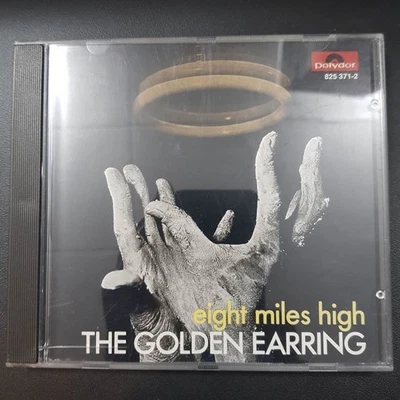 Polydor
825 371-2
eight miles high
THE GOLDEN EARRING